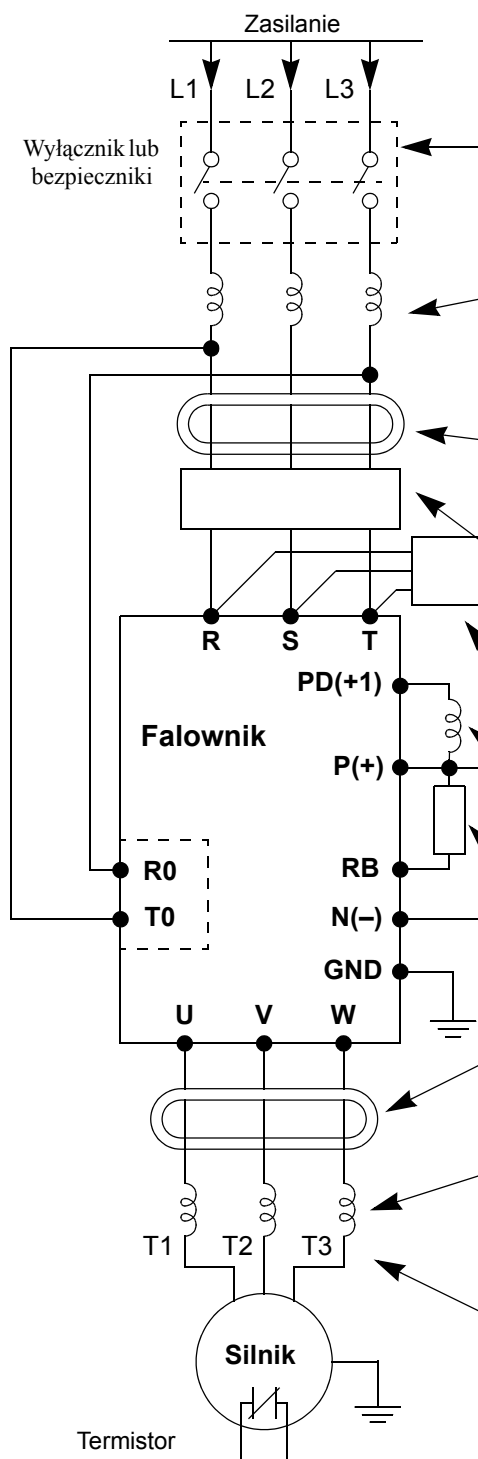 Zasilanie
L1 L2 L3
Wyłącznik lub
bezpieczniki
R S T
PD(+1)
Falownik
P(+)
R0
RB
T0
N(–)
GND
U V W
T1 T2 T3
Silnik
Termistor